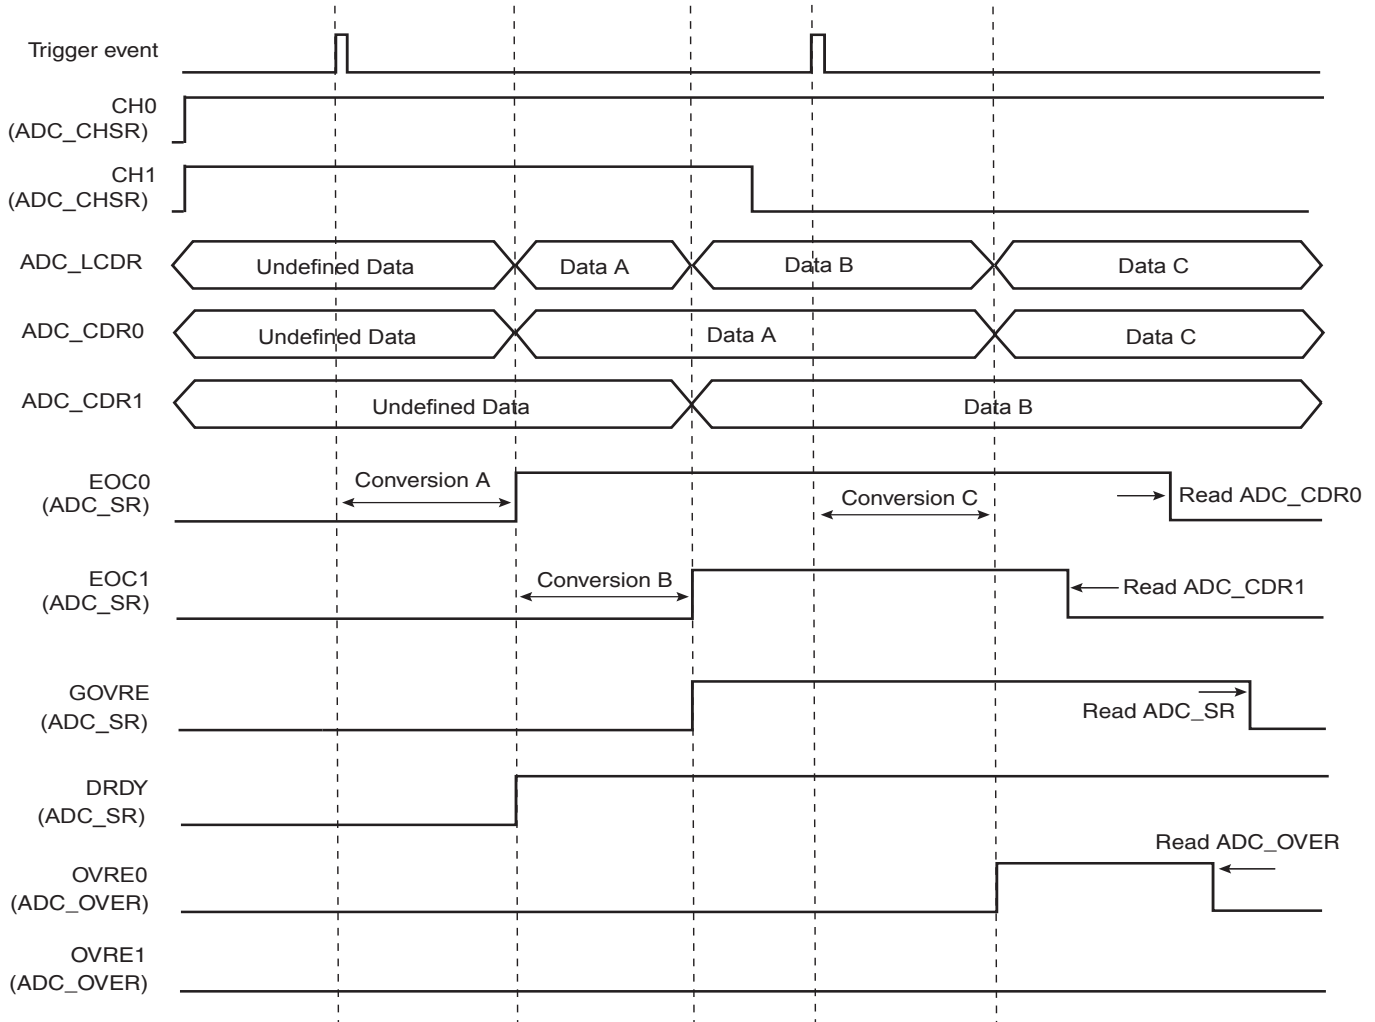 Trigger event
CH0
(ADC_CHSR)
CH1
(ADC_CHSR)
ADC_LCDR
Undefined Data
Data A
Data B
Data C
ADC_CDR0
Undefined Data
Data A
Data C
ADC_CDR1
Undefined Data
Data B
EOC0
(ADC_SR)
Conversion A
Conversion C
Read ADC_CDR0
EOC1
(ADC_SR)
Conversion B
Read ADC_CDR1
GOVRE
(ADC_SR)
Read ADC_SR
DRDY
(ADC_SR)
Read ADC_OVER
OVRE0
(ADC_OVER)
OVRE1
(ADC_OVER)